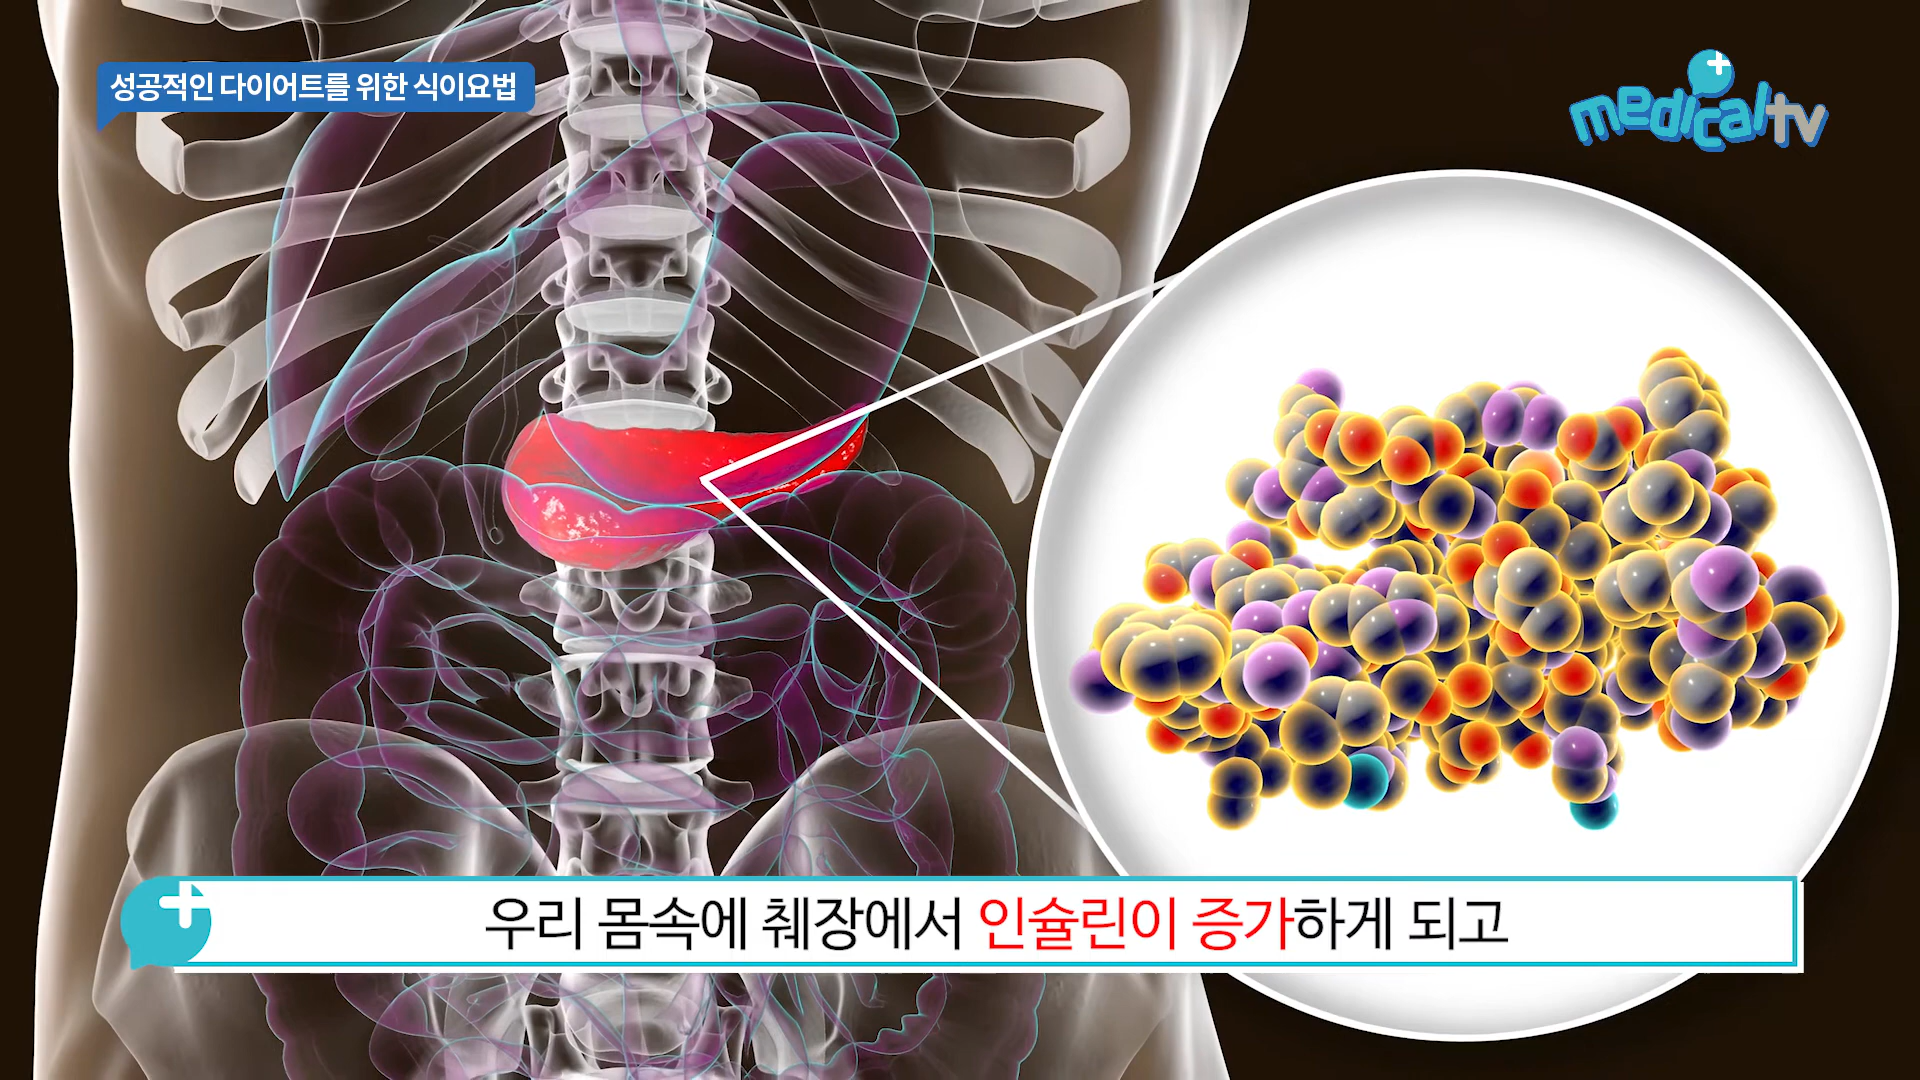 성공적인 다이어트를 위한 식이요법
medicaltv
우리 몸속에 췌장에서 인슐린이 증가하게 되고